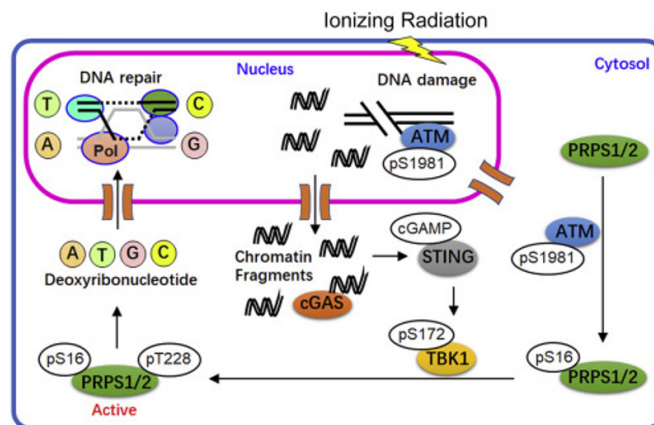 Ionizing Radiation
DNA repair
Nucleus
DNA damage
Cytosol
T
C
A
Pol
G
ATM
pS1981
PRPS1/2
ATM
pS1981
cGAMP
STING
Chromatin
Fragments
cGAS
A
T
G
C
Deoxyribonucleotide
pS172
TBK1
pS16
pT228
PRPS1/2
Active
pS16
PRPS1/2